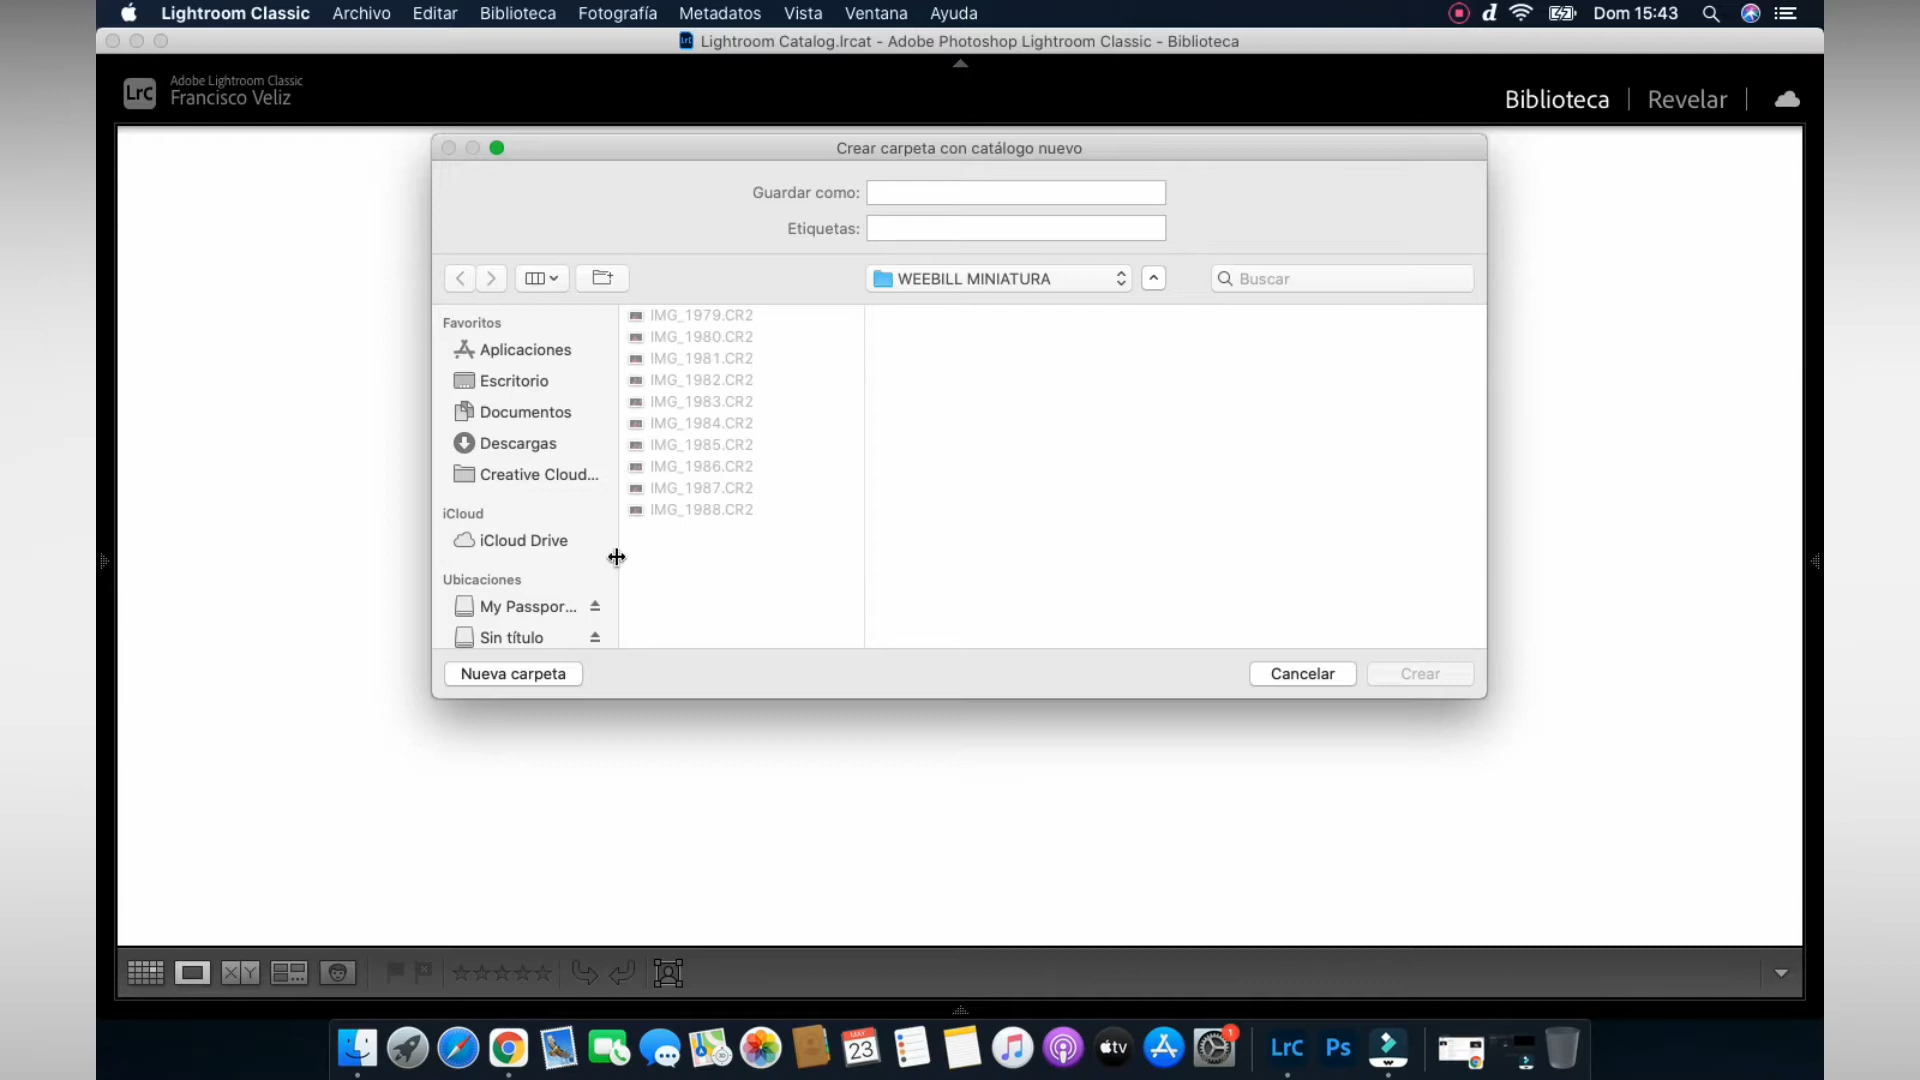 Lightroom Classic Archivo Editar Biblioteca Fotografía Metadatos Vista Ventana Ayuda d Dom 15:43
Lightroom Catalog.lrcat - Adobe Photoshop Lightroom Classic - Biblioteca
LrC
Adobe Lightroom Classic
Francisco Veliz
Biblioteca | Revelar |
Crear carpeta con catálogo nuevo
Guardar como:
Etiquetas:
WEEBILL MINIATURA
Buscar
Favoritos
Aplicaciones
Escritorio
Documentos
Descargas
Creative Cloud...
iCloud
iCloud Drive
Ubicaciones
My Passpor...
Sin título
IMG_1979.CR2
IMG_1980.CR2
IMG_1981.CR2
IMG_1982.CR2
IMG_1983.CR2
IMG_1984.CR2
IMG_1985.CR2
IMG_1986.CR2
IMG_1987.CR2
IMG_1988.CR2
Nueva carpeta
Cancelar
Crear
XY
MAY
23
tv
1
LrC
Ps